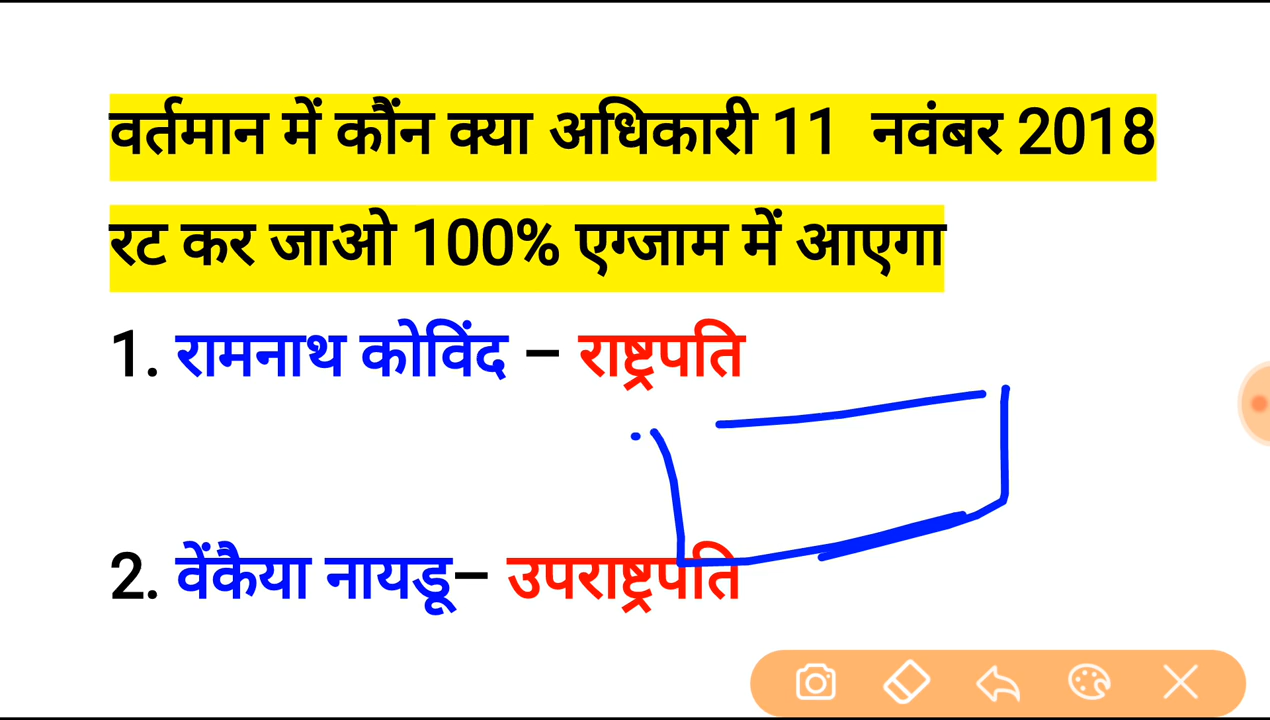 वर्तमान में कौंन क्या अधिकारी 11 नवंबर 2018
रट कर जाओ 100% एग्जाम में आएगा
1. रामनाथ कोविंद – राष्ट्रपति
2. वेंकैया नायडू– उपराष्ट्रपति